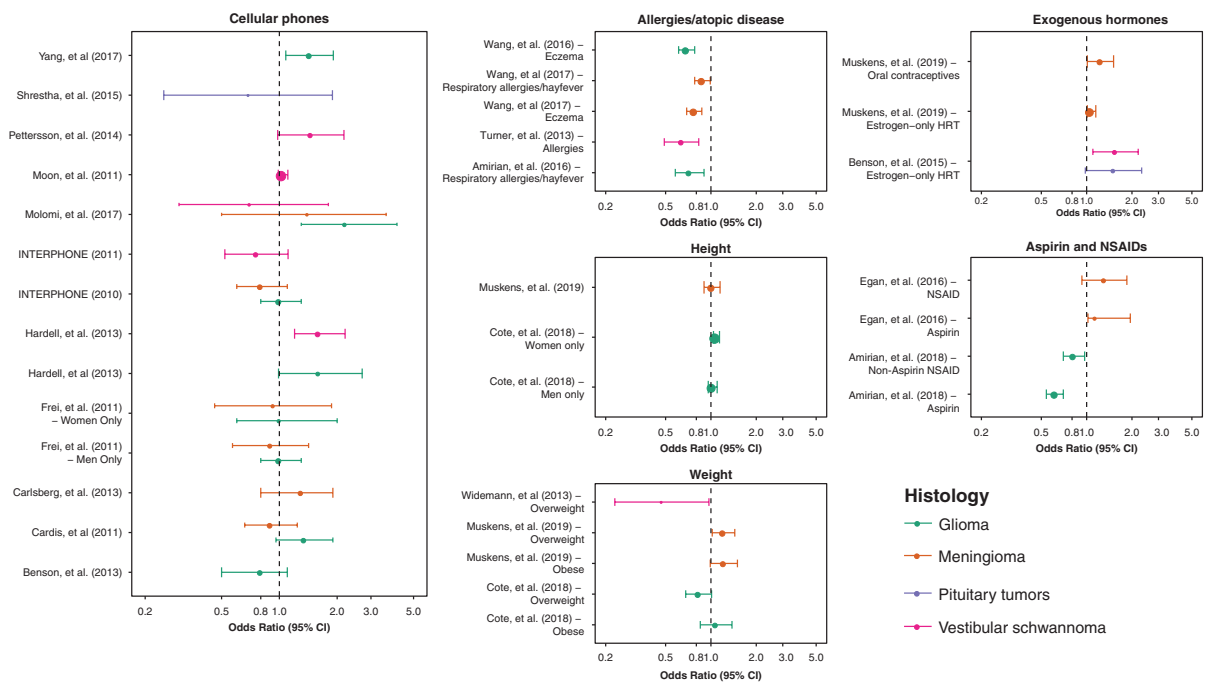 Cellular phones
Yang, et al (2017)
Shrestha, et al. (2015)
Pettersson, et al. (2014)
Moon, et al. (2011)
Molomi, et al. (2017)
INTERPHONE (2011)
INTERPHONE (2010)
Hardell, et al. (2013)
Hardell, et al (2013)
Frei, et al. (2011)
– Women Only
Frei, et al. (2011)
– Men Only
Carlsberg, et al. (2013)
Cardis, et al (2011)
Benson, et al. (2013)
0.2 0.5 0.8 1.0 2.0 3.0 5.0
Odds Ratio (95% CI)
Allergies/atopic disease
Wang, et al. (2016) –
Eczema
Wang, et al. (2017) –
Respiratory allergies/hayfever
Wang, et al. (2017) –
Eczema
Turner, et al. (2013) –
Allergies
Amirian, et al. (2016) –
Respiratory allergies/hayfever
0.2 0.5 0.81.0 2.0 3.0 5.0
Odds Ratio (95% CI)
Height
Muskens, et al. (2019)
Cote, et al. (2018) –
Women only
Cote, et al. (2018) –
Men only
0.2 0.5 0.81.0 2.0 3.0 5.0
Odds Ratio (95% CI)
Weight
Widemann, et al (2013) –
Overweight
Muskens, et al. (2019) –
Overweight
Muskens, et al. (2019) –
Obese
Cote, et al. (2018) –
Overweight
Cote, et al. (2018) –
Obese
0.2 0.5 0.81.0 2.0 3.0 5.0
Odds Ratio (95% CI)
Exogenous hormones
Muskens, et al. (2019) –
Oral contraceptives
Muskens, et al. (2019) –
Estrogen–only HRT
Benson, et al. (2015) –
Estrogen–only HRT
0.2 0.5 0.81.0 2.0 3.0 5.0
Odds Ratio (95% CI)
Aspirin and NSAIDs
Egan, et al. (2016) –
NSAID
Egan, et al. (2016) –
Aspirin
Amirian, et al. (2018) –
Non-Aspirin NSAID
Amirian, et al. (2018) –
Aspirin
0.2 0.5 0.81.0 2.0 3.0 5.0
Odds Ratio (95% CI)
Histology
Glioma
Meningioma
Pituitary tumors
Vestibular schwannoma